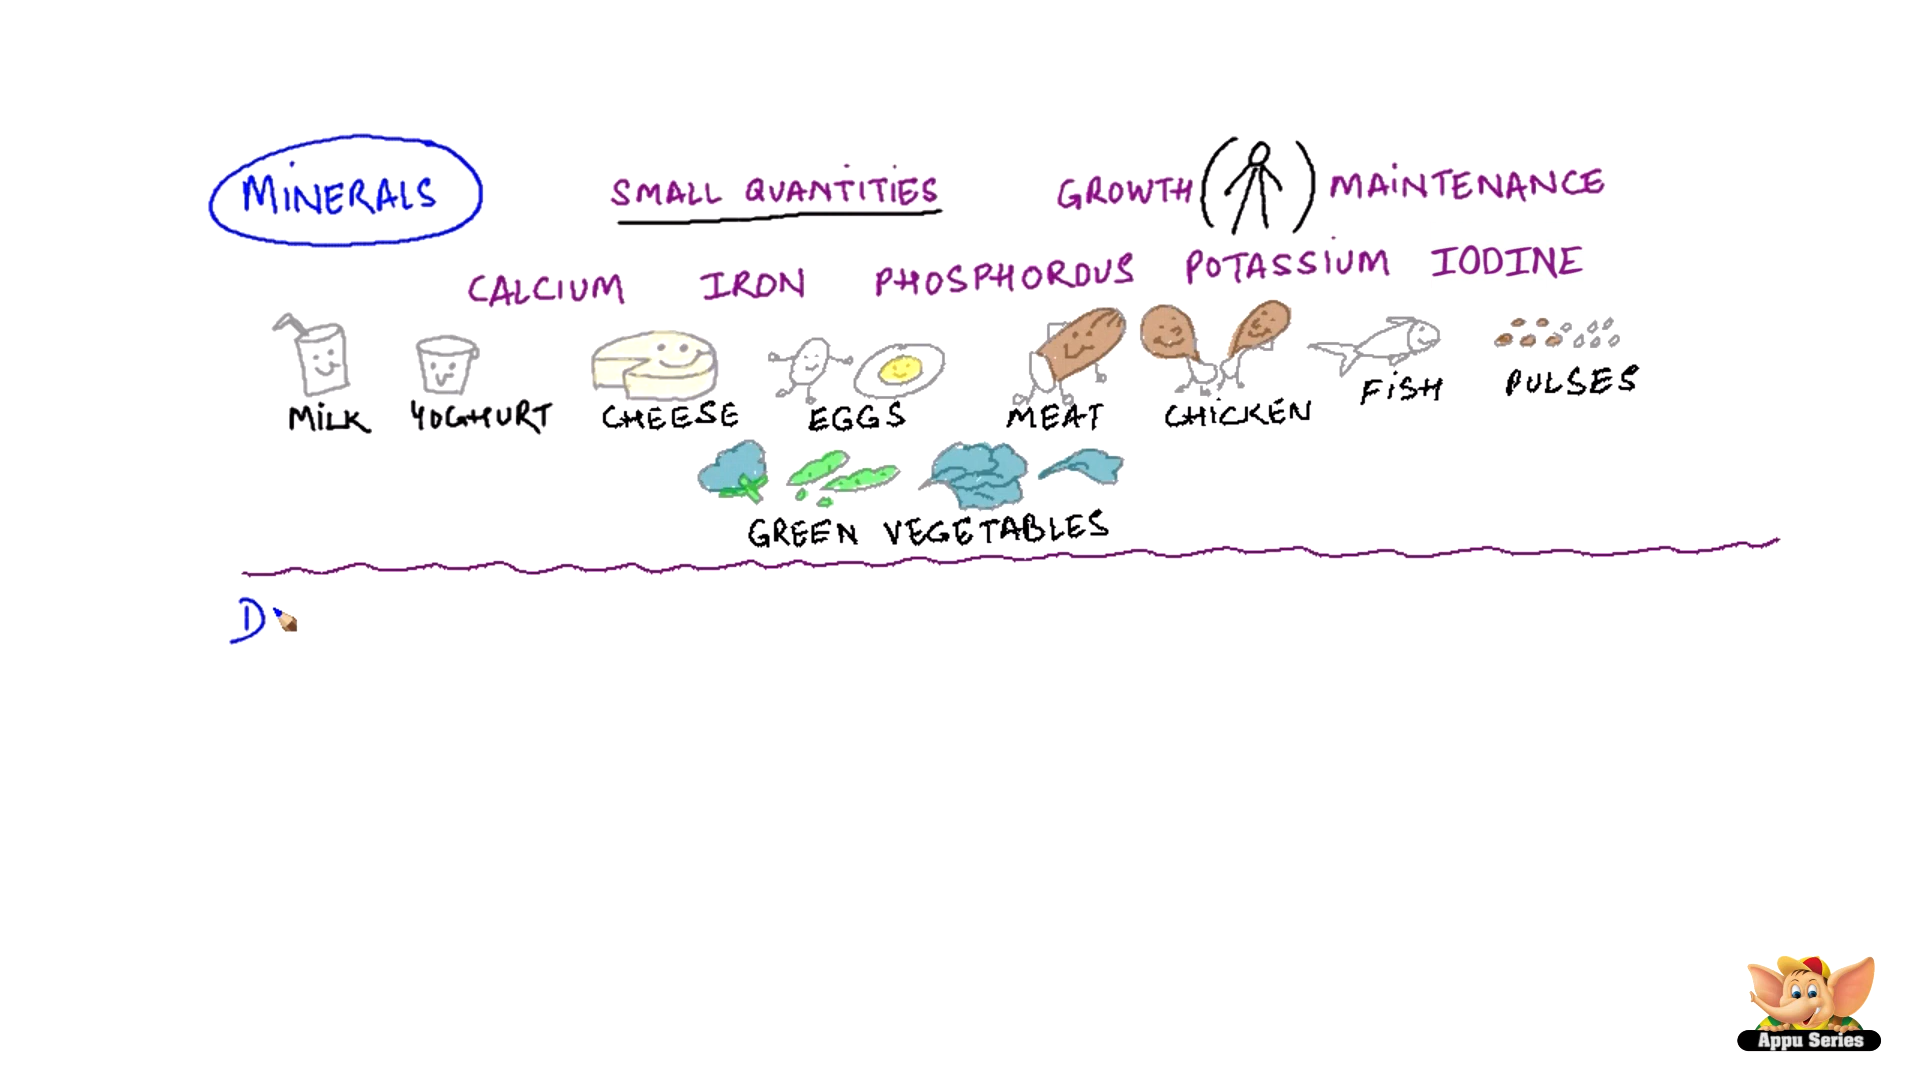 MINERALS SMALL QUANTITIES GROWTH MAINTENANCE
CALCIUM IRON PHOSPHOROUS POTASSIUM IODINE
MILK YOGHURT CHEESE EGGS MEAT CHICKEN FISH PULSES
GREEN VEGETABLES
D
Appu Series